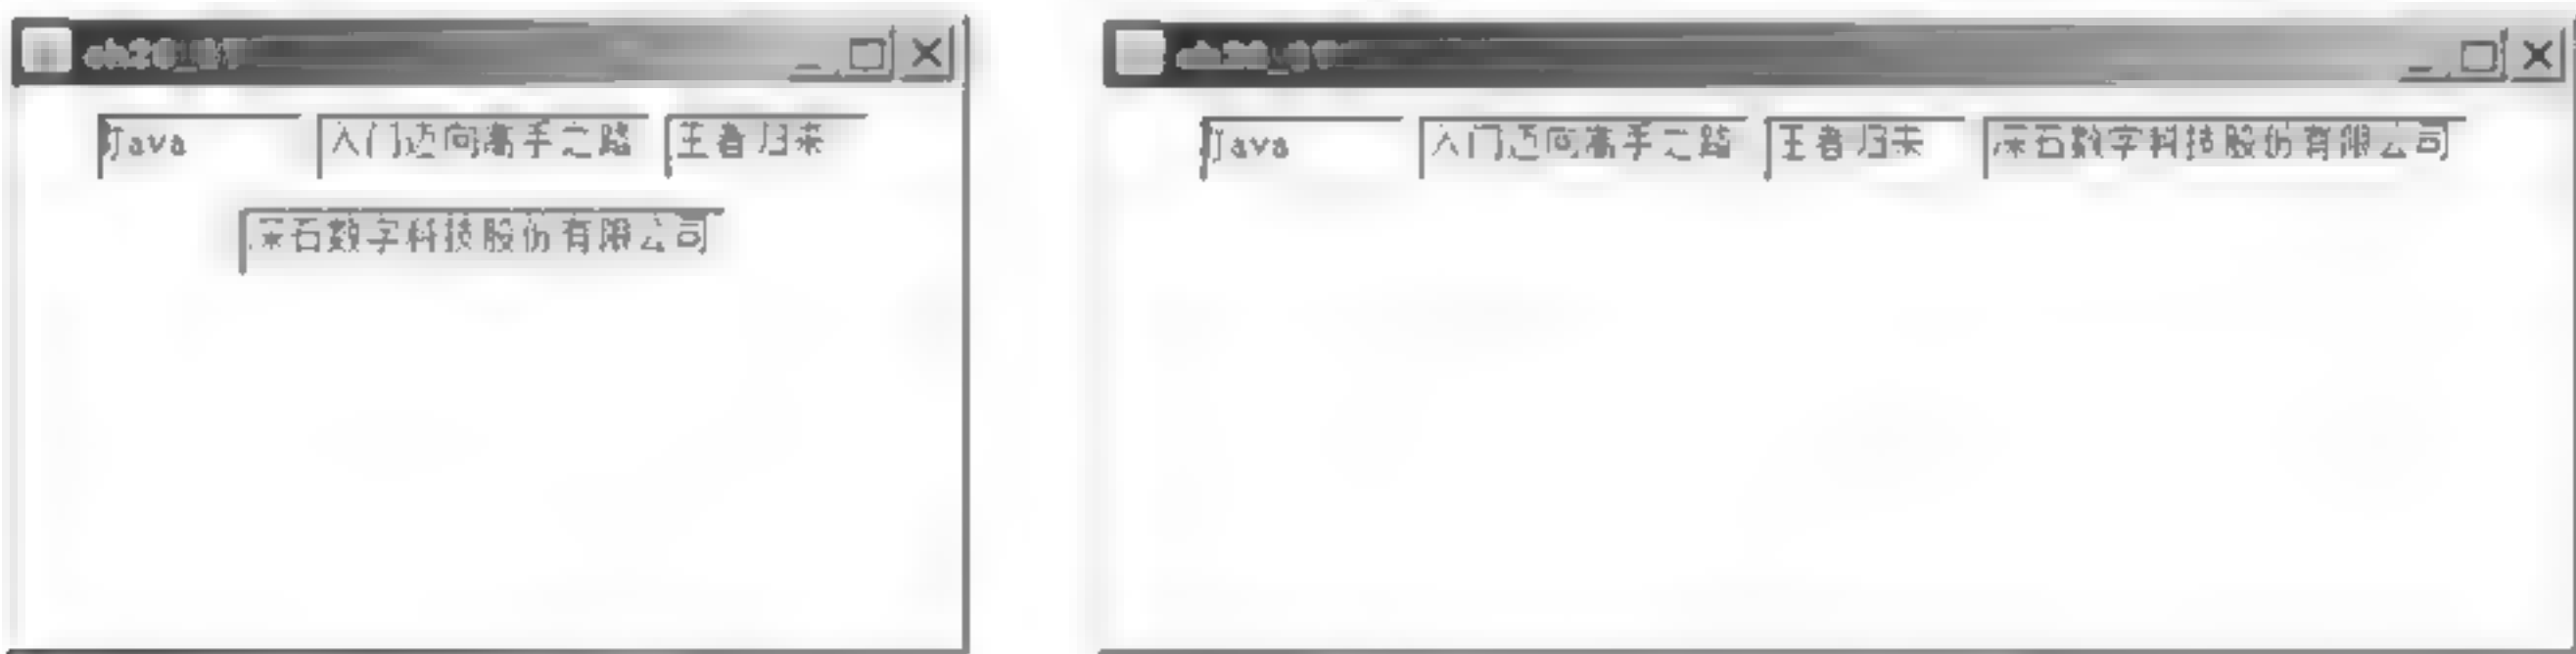 Java 入门迈向高手之路 王者归来
深石数字科技股份有限公司
Java 入门迈向高手之路 王者归来 深石数字科技股份有限公司